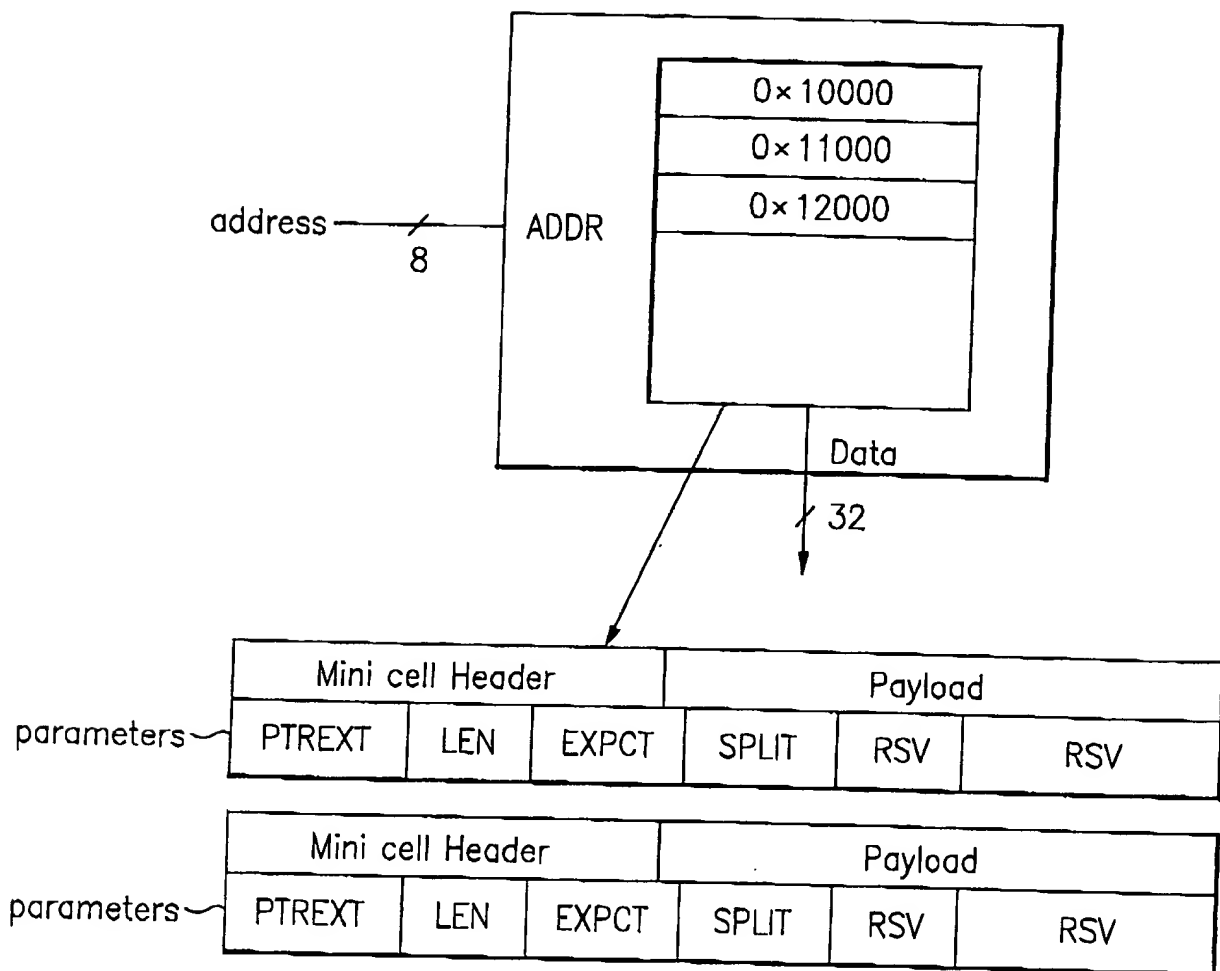 0×10000
0×11000
0×12000
address
8
ADDR
Data
32
Mini cell Header Payload
parameters PTREXT LEN EXPCT SPLIT RSV RSV
Mini cell Header Payload
parameters PTREXT LEN EXPCT SPLIT RSV RSV